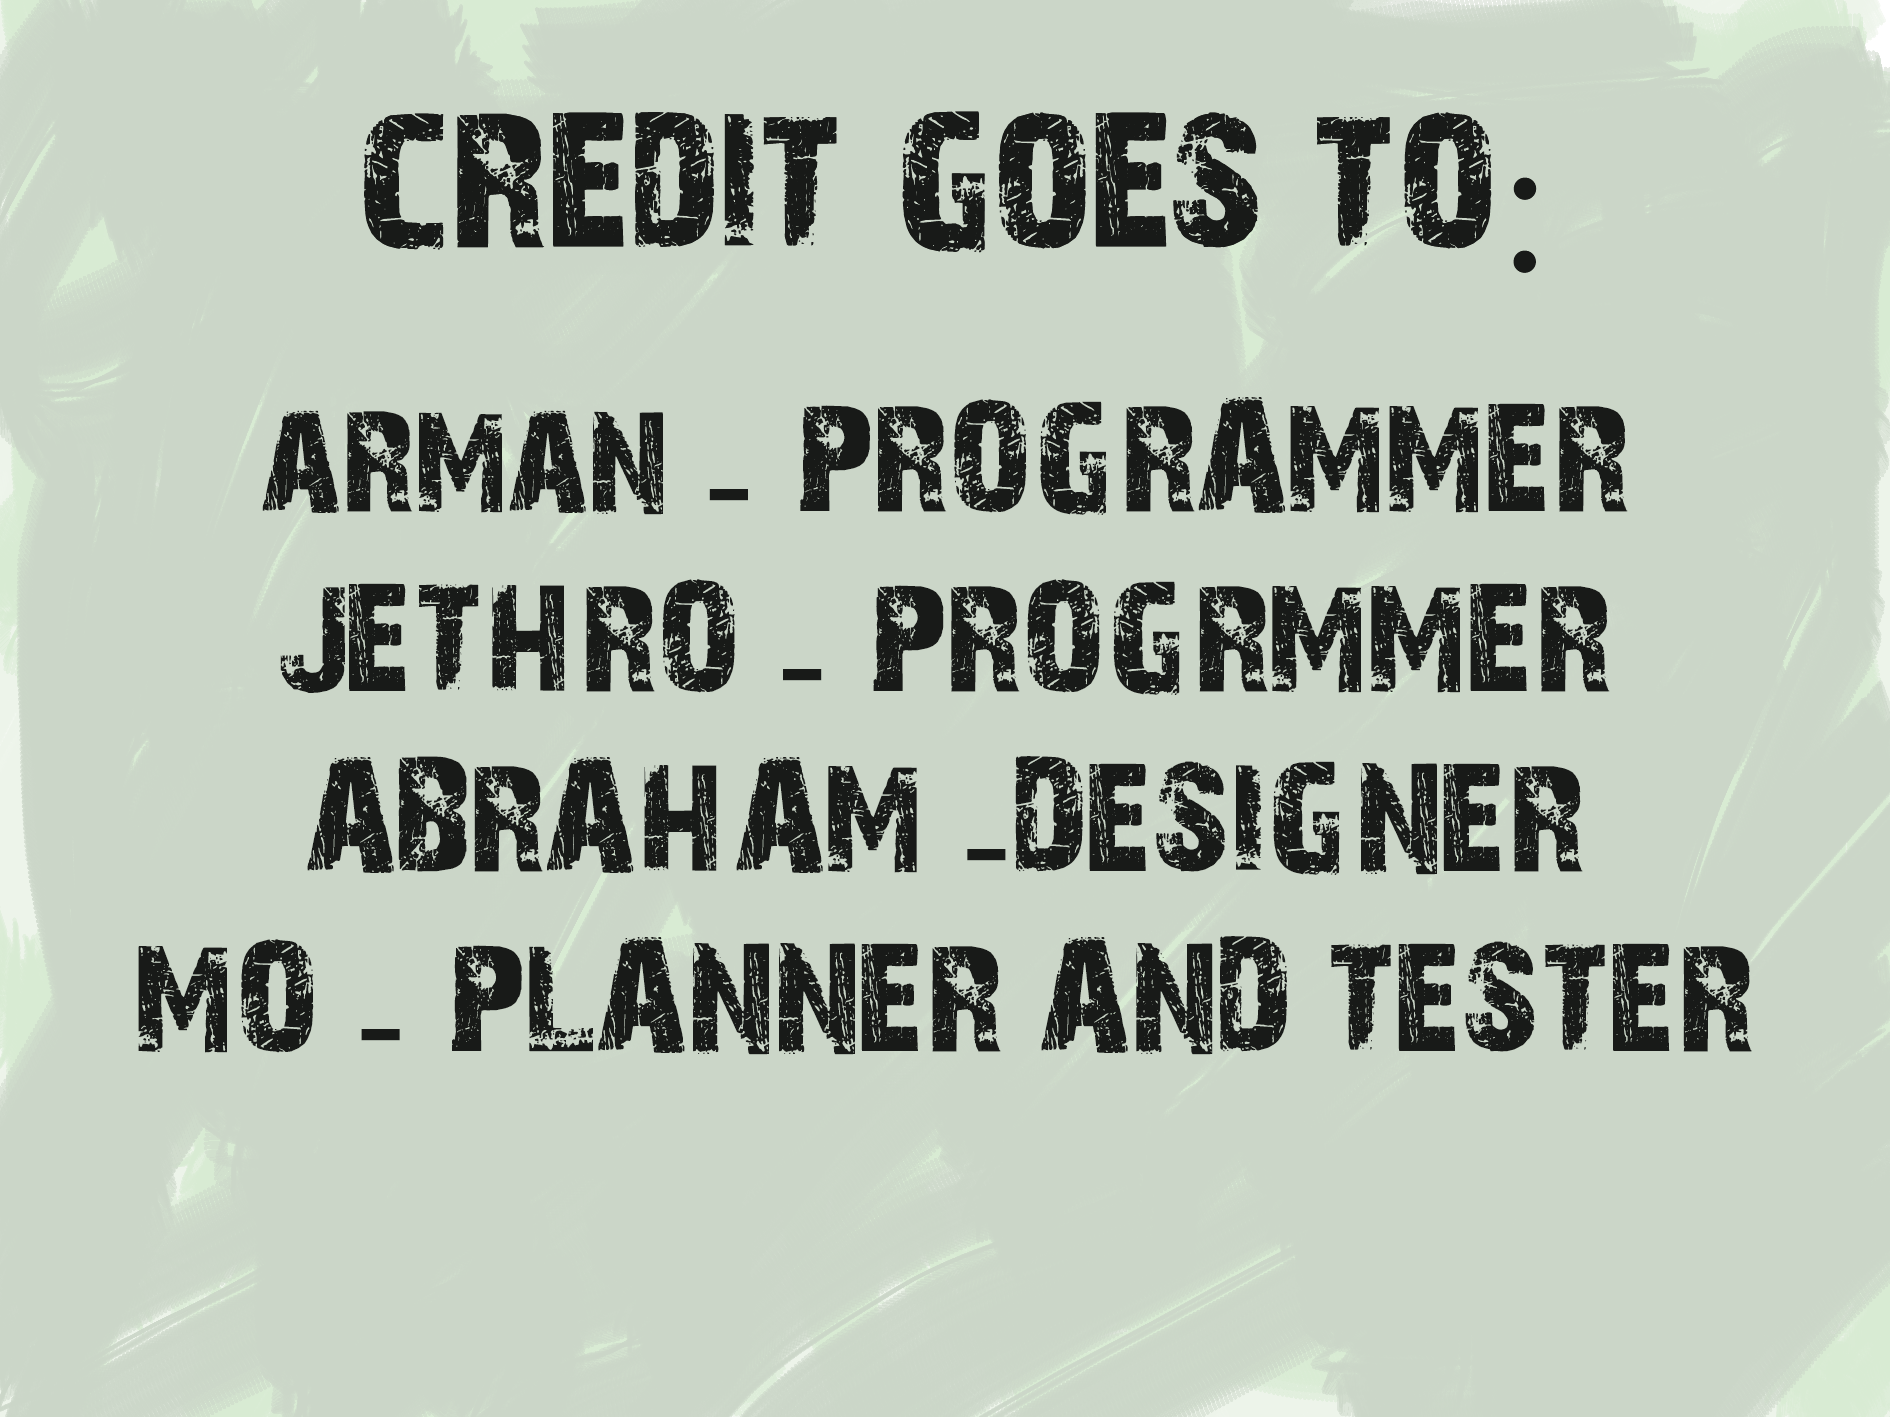 CREDIT GOES TO:
ARMAN - PROGRAMMER
JETHRO - PROGRMMER
ABRAHAM -DESIGNER
MO - PLANNER AND TESTER